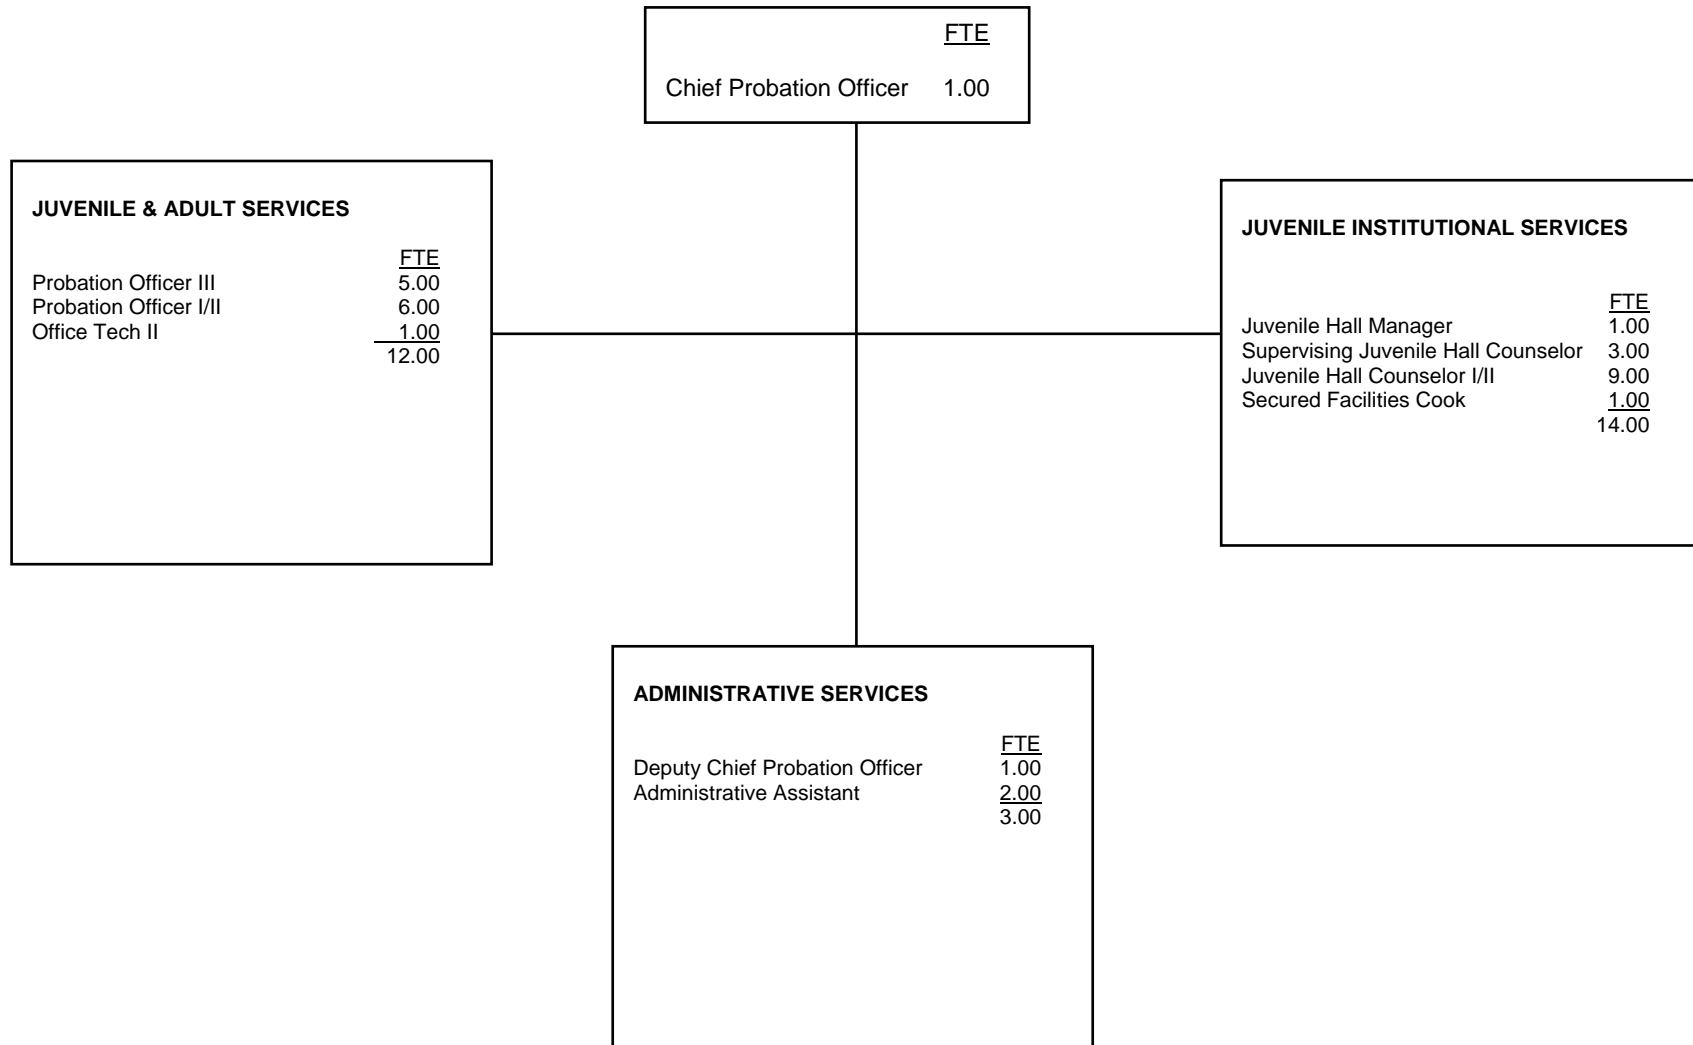 FTE
Chief Probation Officer 1.00
JUVENILE & ADULT SERVICES
FTE
Probation Officer III 5.00
Probation Officer I/II 6.00
Office Tech II 1.00
12.00
JUVENILE INSTITUTIONAL SERVICES
FTE
Juvenile Hall Manager 1.00
Supervising Juvenile Hall Counselor 3.00
Juvenile Hall Counselor I/II 9.00
Secured Facilities Cook 1.00
14.00
ADMINISTRATIVE SERVICES
FTE
Deputy Chief Probation Officer 1.00
Administrative Assistant 2.00
3.00